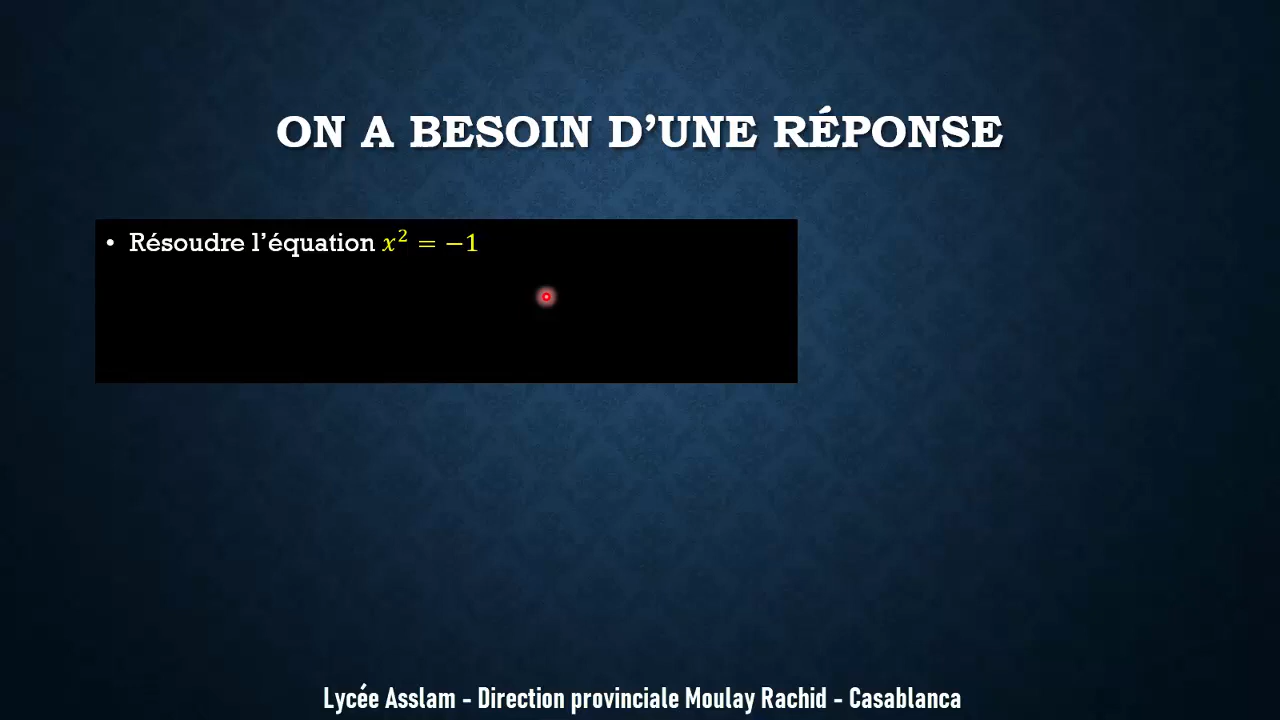 ON A BESOIN D’UNE RÉPONSE
• Résoudre l’équation x² = −1
Lycée Asslam - Direction provinciale Moulay Rachid - Casablanca